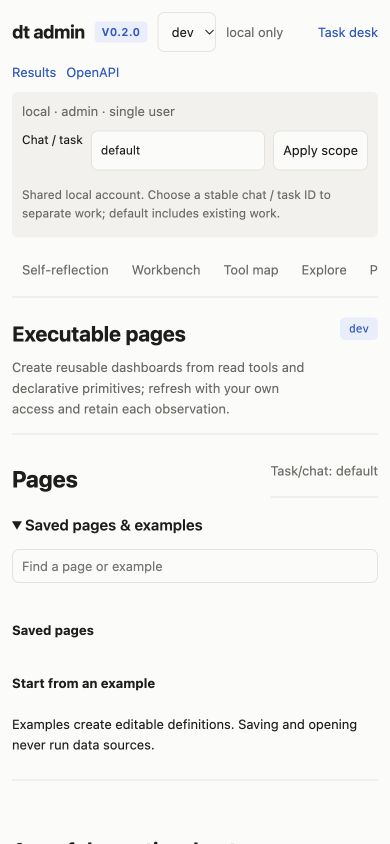 dt admin V0.2.0 dev local only Task desk
Results OpenAPI
local · admin · single user
Chat / task default Apply scope
Shared local account. Choose a stable chat / task ID to
separate work; default includes existing work.
Self-reflection Workbench Tool map Explore P
Executable pages dev
Create reusable dashboards from read tools and
declarative primitives; refresh with your own
access and retain each observation.
Pages Task/chat: default
▼ Saved pages & examples
Find a page or example
Saved pages
Start from an example
Examples create editable definitions. Saving and opening
never run data sources.